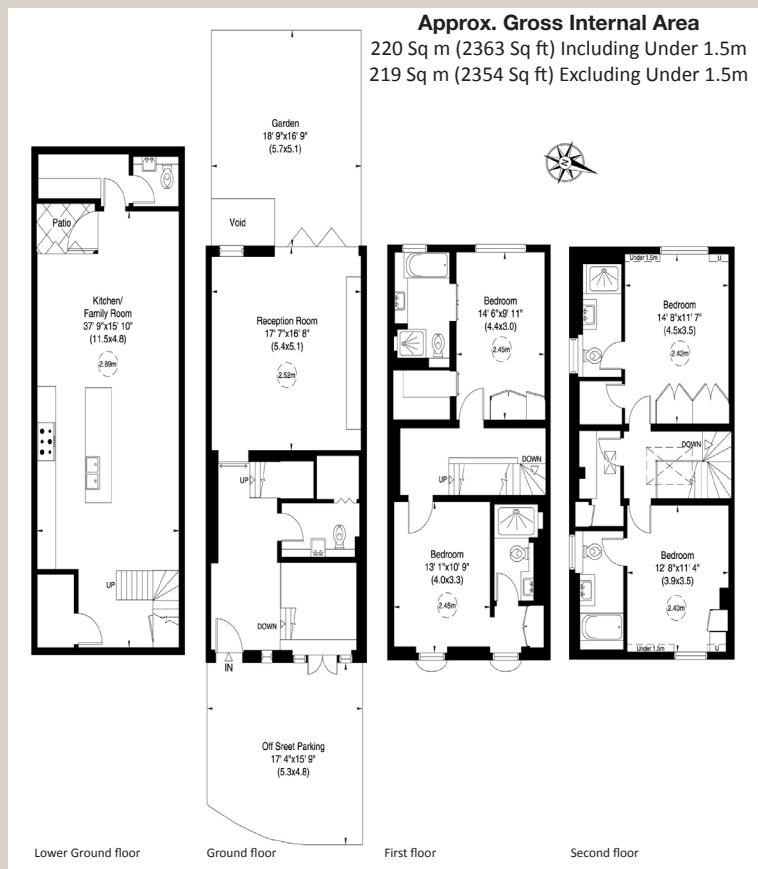 Approx. Gross Internal Area
220 Sq m (2363 Sq ft) Including Under 1.5m
219 Sq m (2354 Sq ft) Excluding Under 1.5m
N
Garden
18' 9"x16' 9"
(5.7x5.1)
Void
Patio
Kitchen/
Family Room
37' 9"x15' 10"
(11.5x4.8)
2.89m
UP
Reception Room
17' 7"x16' 8"
(5.4x5.1)
2.52m
UP
DOWN
IN
Off Sreet Parking
17' 4"x15' 9"
(5.3x4.8)
Bedroom
14' 6"x9' 11"
(4.4x3.0)
2.45m
DOWN
UP
Bedroom
13' 1"x10' 9"
(4.0x3.3)
2.45m
Under 1.5m
U
Bedroom
14' 8"x11' 7"
(4.5x3.5)
2.42m
DOWN
Bedroom
12' 8"x11' 4"
(3.9x3.5)
2.40m
Under 1.5m
U
Lower Ground floor
Ground floor
First floor
Second floor